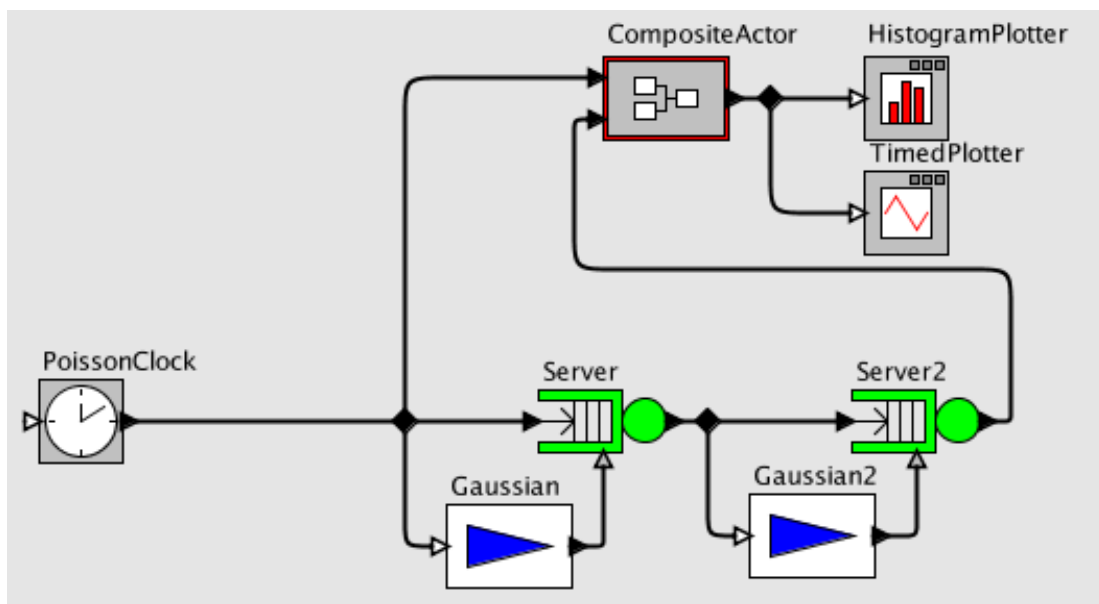 CompositeActor
HistogramPlotter
TimedPlotter
PoissonClock
Server
Server2
Gaussian
Gaussian2